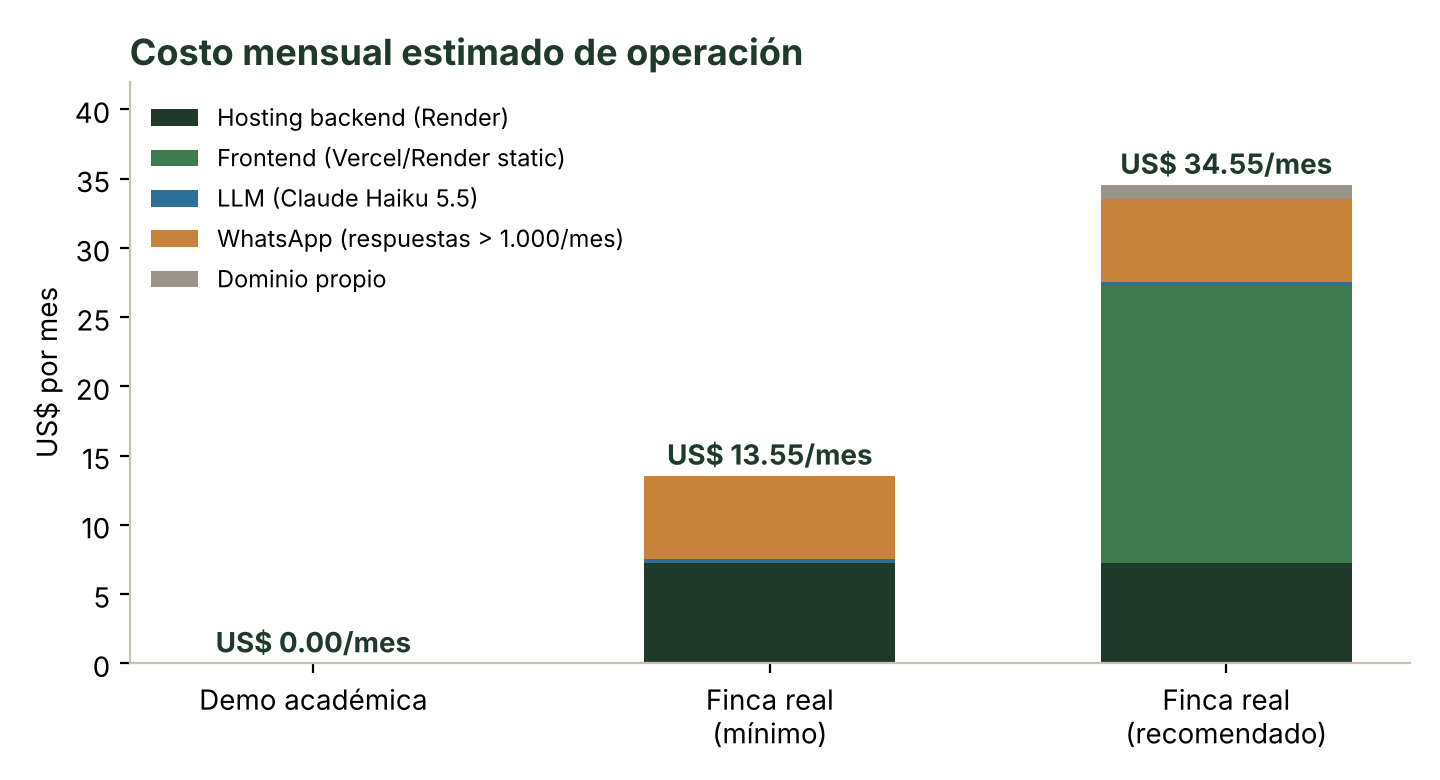 Costo mensual estimado de operación
40
35
30
25
20
15
10
5
0
US$ por mes
Hosting backend (Render)
Frontend (Vercel/Render static)
LLM (Claude Haiku 5.5)
WhatsApp (respuestas > 1.000/mes)
Dominio propio
US$ 0.00/mes
US$ 13.55/mes
US$ 34.55/mes
Demo académica
Finca real
(mínimo)
Finca real
(recomendado)